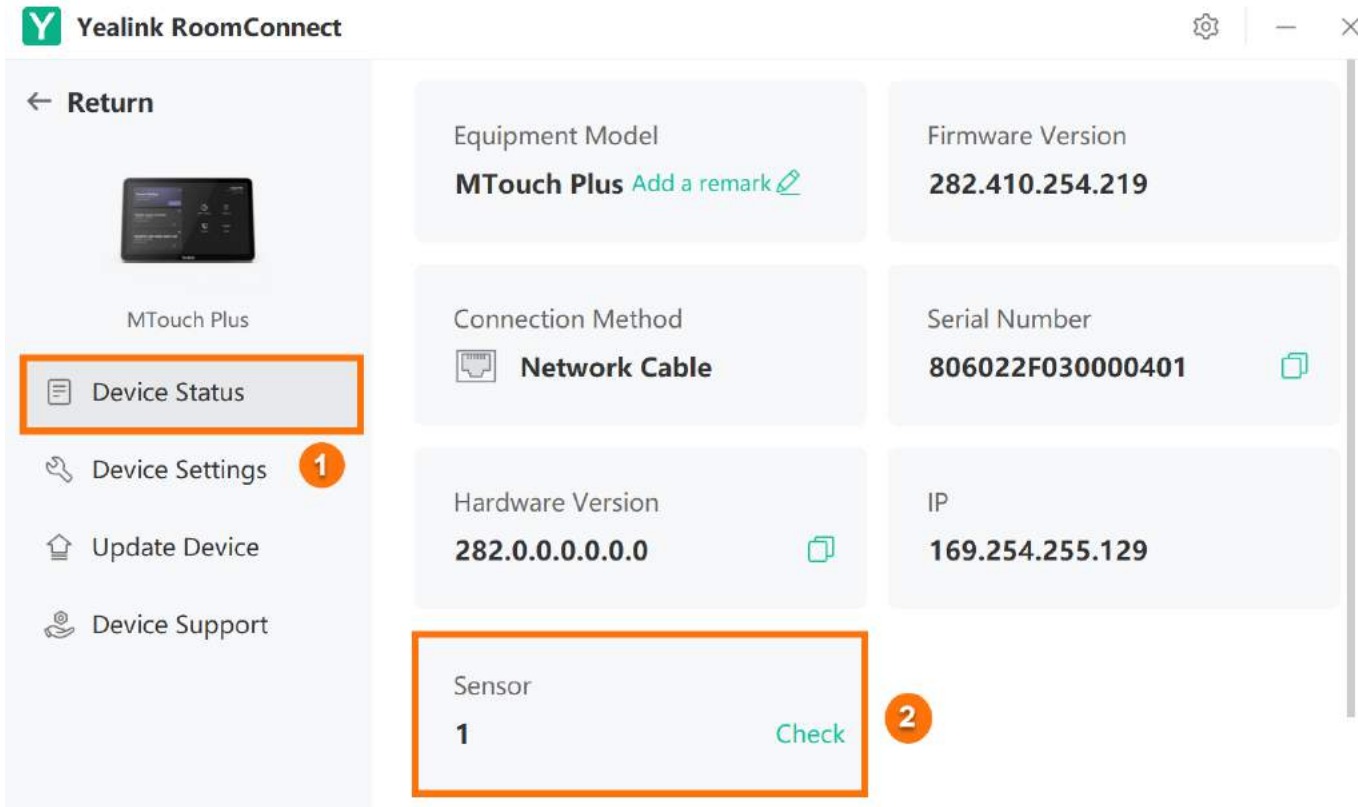 Yealink RoomConnect
Return
MTouch Plus
Device Status
1
Device Settings
Update Device
Device Support
Equipment Model
MTouch Plus Add a remark
Firmware Version
282.410.254.219
Connection Method
Network Cable
Serial Number
806022F030000401
Hardware Version
282.0.0.0.0.0.0
IP
169.254.255.129
Sensor
1 Check
2